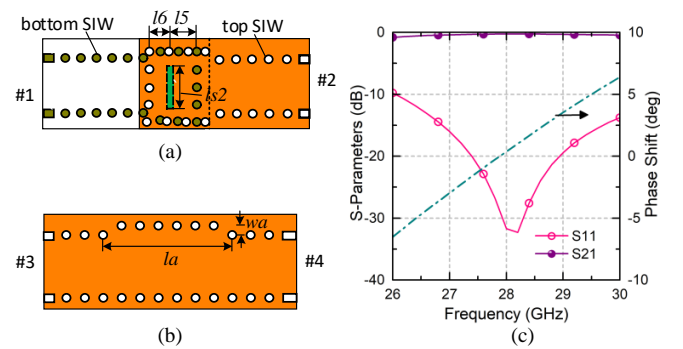 l6 l5
bottom SIW
top SIW
#1
#2
ls2
(a)
wa
la
#3
#4
(b)
0
-10
-20
-30
-40
S-Parameters (dB)
10
5
0
-5
-10
Phase Shift (deg)
S11
S21
26 27 28 29 30
Frequency (GHz)
(c)